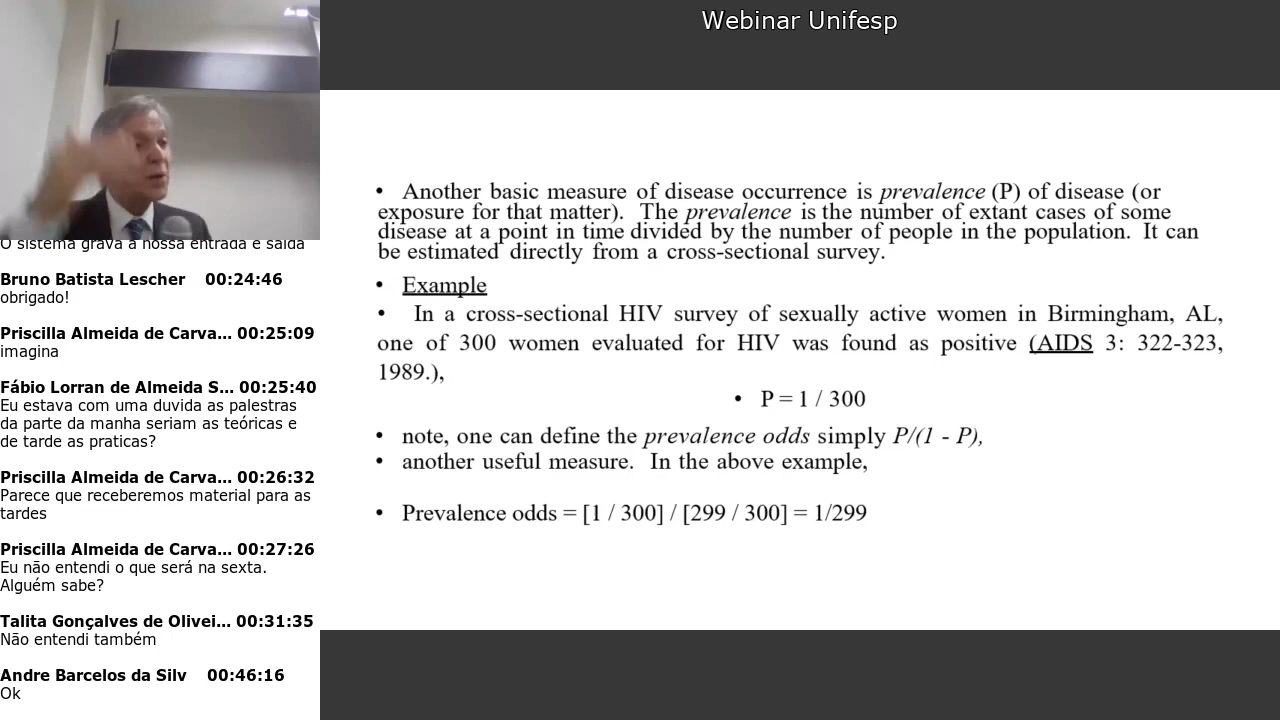 Webinar Unifesp
O sistema grava a nossa entrada e saída
Bruno Batista Lescher 00:24:46
obrigado!
Priscilla Almeida de Carva... 00:25:09
imagina
Fábio Lorran de Almeida S... 00:25:40
Eu estava com uma duvida as palestras
da parte da manha seriam as teóricas e
de tarde as praticas?
Priscilla Almeida de Carva... 00:26:32
Parece que receberemos material para as
tardes
Priscilla Almeida de Carva... 00:27:26
Eu não entendi o que será na sexta.
Alguém sabe?
Talita Gonçalves de Olivei... 00:31:35
Não entendi também
Andre Barcelos da Silv 00:46:16
Ok
• Another basic measure of disease occurrence is prevalence (P) of disease (or
exposure for that matter). The prevalence is the number of extant cases of some
disease at a point in time divided by the number of people in the population. It can
be estimated directly from a cross-sectional survey.
• Example
• In a cross-sectional HIV survey of sexually active women in Birmingham, AL,
one of 300 women evaluated for HIV was found as positive (AIDS 3: 322-323,
1989.),
• P = 1 / 300
• note, one can define the prevalence odds simply P/(1 - P),
• another useful measure. In the above example,
• Prevalence odds = [1 / 300] / [299 / 300] = 1/299